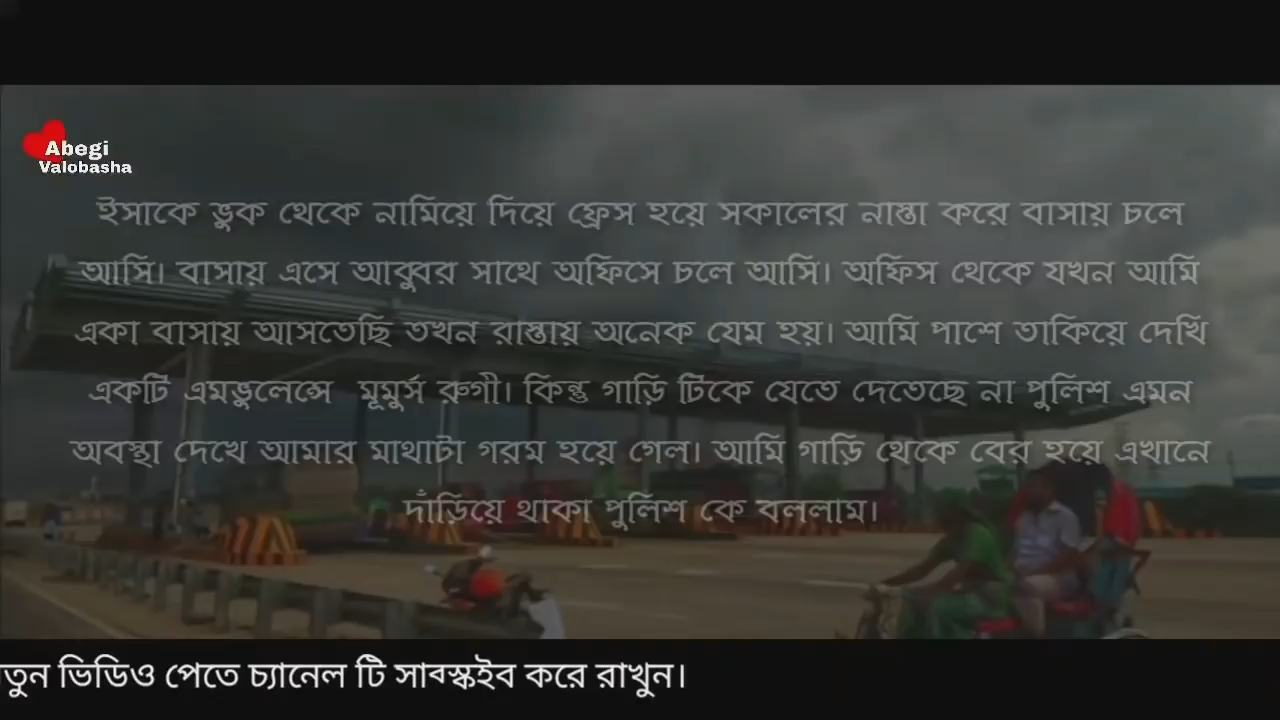 Abegi
Valobasha
ইসাকে ভুক থেকে নামিয়ে দিয়ে ফ্রেস হয়ে সকালের নাস্তা করে বাসায় চলে
আসি। বাসায় এসে আব্বুর সাথে অফিসে চলে আসি। অফিস থেকে যখন আমি
একা বাসায় আসতেছি তখন রাস্তায় অনেক যেম হয়। আমি পাশে তাকিয়ে দেখি
একটি এমভুলেন্সে মূমুর্স রুগী। কিন্তু গাড়ি টিকে যেতে দেতেছে না পুলিশ এমন
অবস্থা দেখে আমার মাথাটা গরম হয়ে গেল। আমি গাড়ি থেকে বের হয়ে এখানে
দাঁড়িয়ে থাকা পুলিশ কে বললাম।
তুন ভিডিও পেতে চ্যানেল টি সাবস্কইব করে রাখুন।